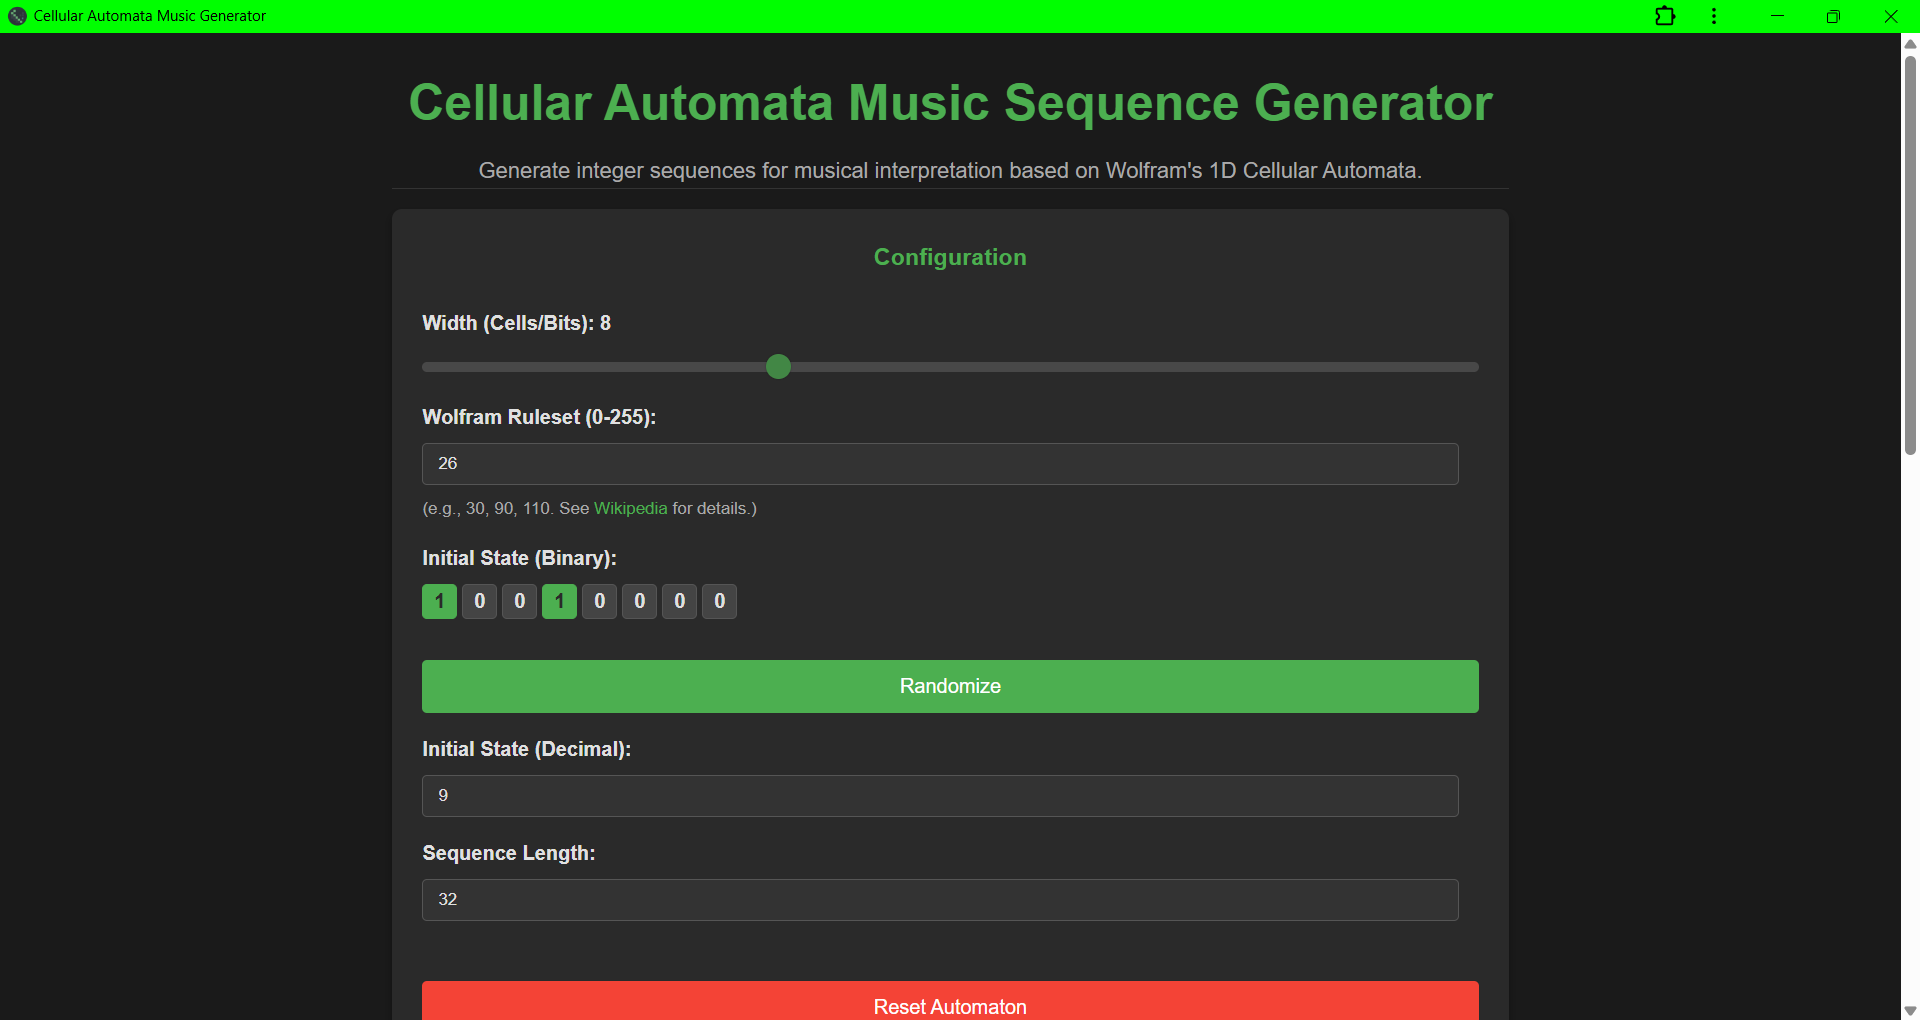 Cellular Automata Music Generator
Cellular Automata Music Sequence Generator
Generate integer sequences for musical interpretation based on Wolfram's 1D Cellular Automata.
Configuration
Width (Cells/Bits): 8
Wolfram Ruleset (0-255):
26
(e.g., 30, 90, 110. See Wikipedia for details.)
Initial State (Binary):
1 0 0 1 0 0 0 0
Randomize
Initial State (Decimal):
9
Sequence Length:
32
Reset Automaton